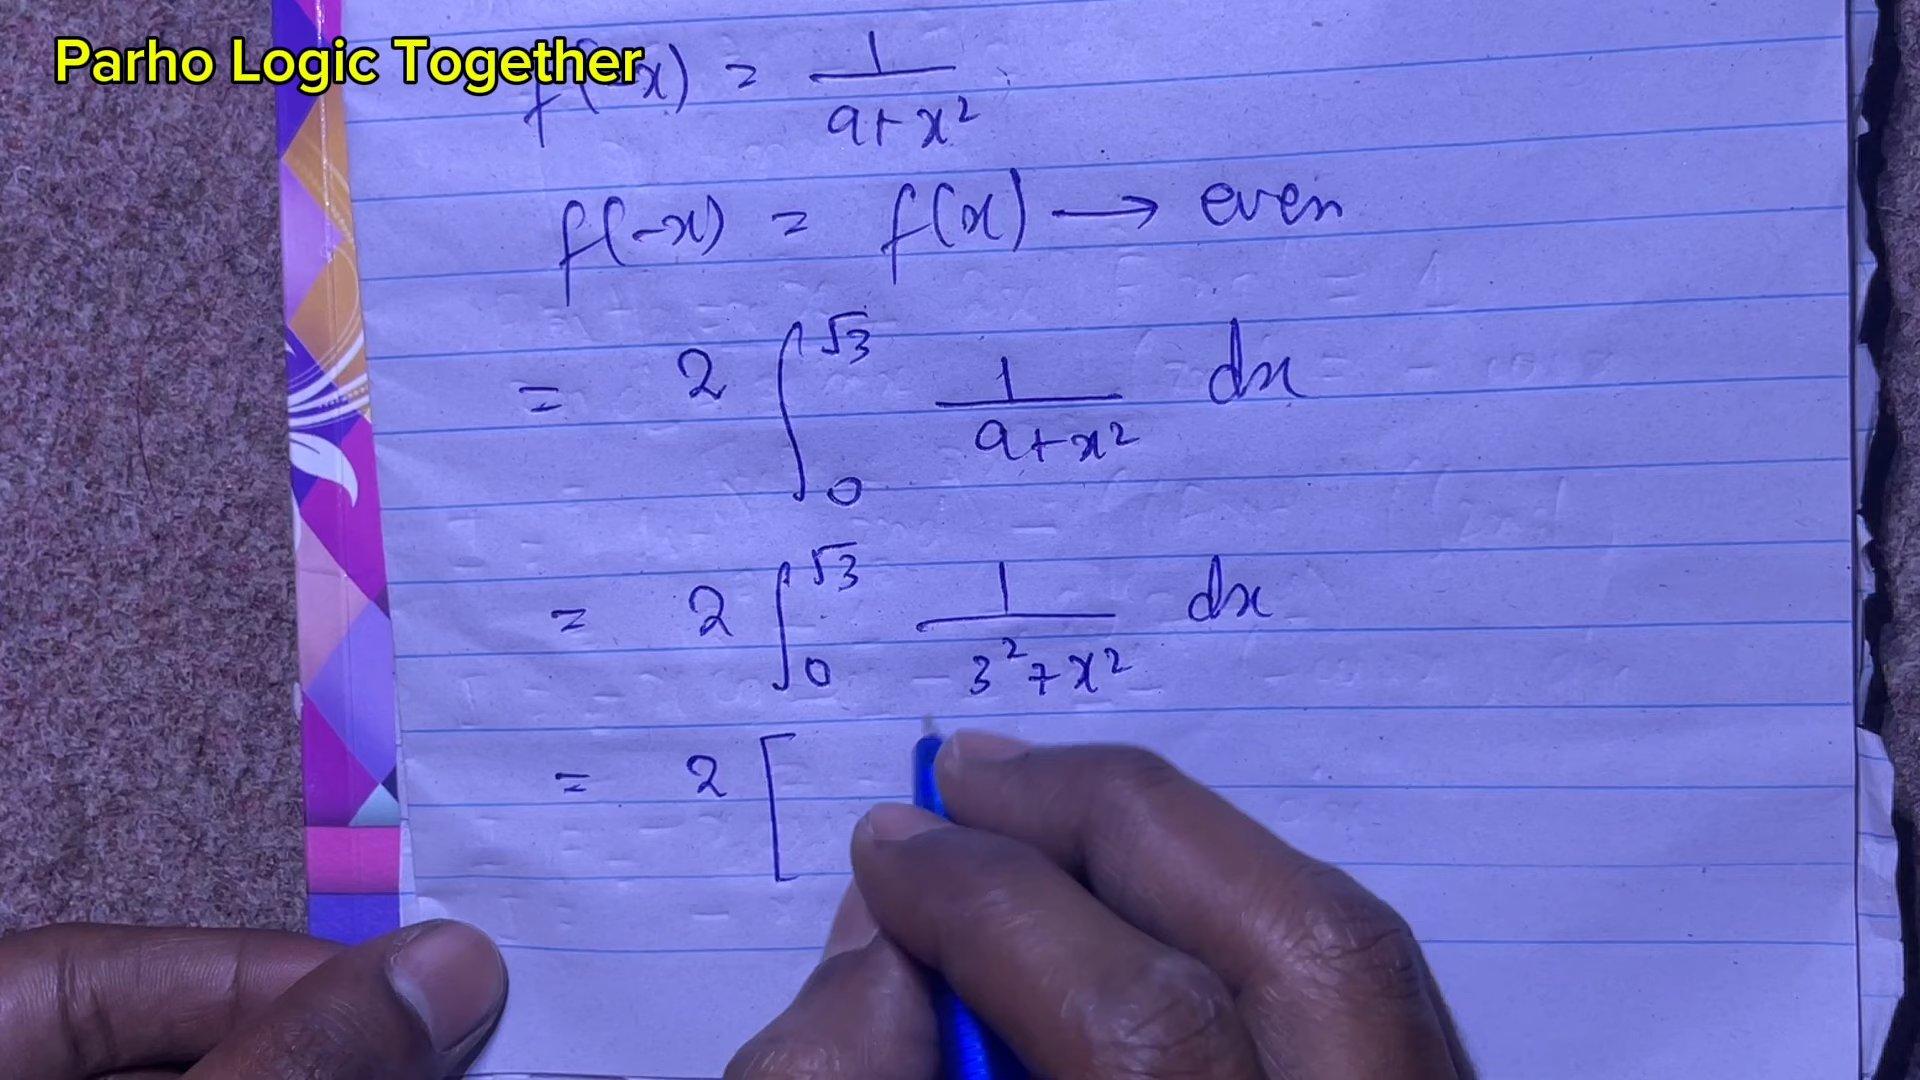 Parho Logic Together
f(-x) = 1/(9+x²)
f(-x) = f(x) → even
= 2 ∫₀^√3 1/(9+x²) dx
= 2 ∫₀^√3 1/(3²+x²) dx
= 2 [